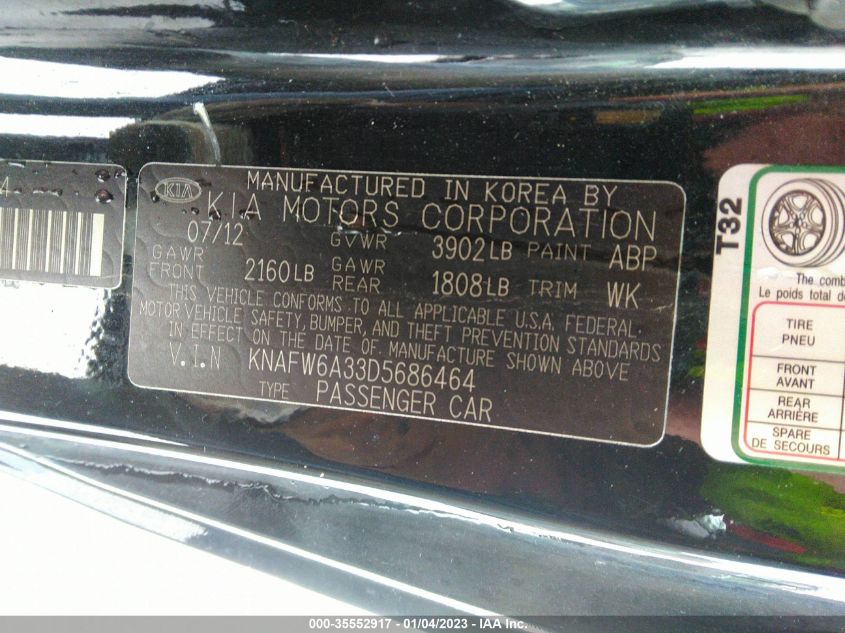 4
KIA
MANUFACTURED IN KOREA BY
KIA MOTORS CORPORATION
07/12 GVWR 3902LB PAINT ABP
GAWR FRONT 2160LB GAWR REAR 1808LB TRIM WK
THIS VEHICLE CONFORMS TO ALL APPLICABLE U.S.A. FEDERAL
MOTOR VEHICLE SAFETY, BUMPER, AND THEFT PREVENTION STANDARDS
IN EFFECT ON THE DATE OF MANUFACTURE SHOWN ABOVE
V.I.N KNAFW6A33D5686464
TYPE PASSENGER CAR
T32
The comb
Le poids total d
TIRE
PNEU
FRONT
AVANT
REAR
ARRIÈRE
SPARE
DE SECOURS
000-35552917 - 01/04/2023 - IAA, Inc.